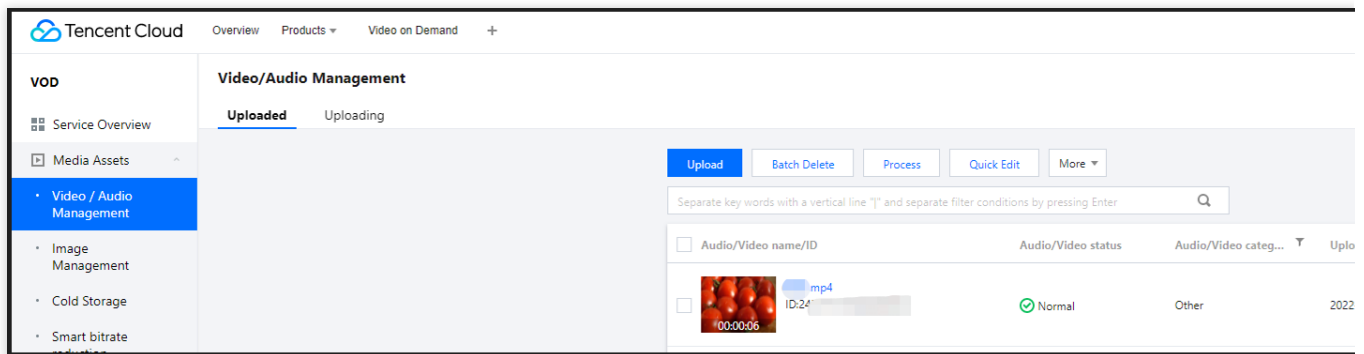 Tencent Cloud Overview Products Video on Demand +
VOD
Video/Audio Management
Uploaded Uploading
Service Overview
Media Assets
Video / Audio
Management
Image
Management
Cold Storage
Smart bitrate
Upload Batch Delete Process Quick Edit More
Separate key words with a vertical line "|" and separate filter conditions by pressing Enter
Audio/Video name/ID Audio/Video status Audio/Video categ... Uplo
mp4
ID:24
00:00:06
Normal Other 2022